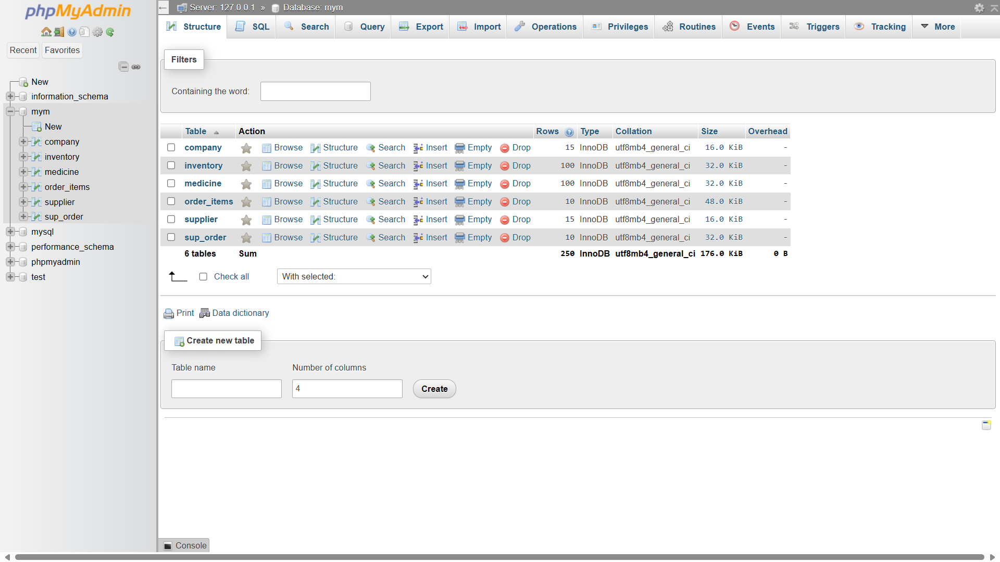 phpMyAdmin
Recent Favorites
New
information_schema
mym
New
company
inventory
medicine
order_items
supplier
sup_order
mysql
performance_schema
phpmyadmin
test
Server: 127.0.0.1 » Database: mym
Structure SQL Search Query Export Import Operations Privileges Routines Events Triggers Tracking More
Filters
Containing the word:
Table Action Rows Type Collation Size Overhead
company Browse Structure Search Insert Empty Drop 15 InnoDB utf8mb4_general_ci 16.0 KiB -
inventory Browse Structure Search Insert Empty Drop 100 InnoDB utf8mb4_general_ci 32.0 KiB -
medicine Browse Structure Search Insert Empty Drop 100 InnoDB utf8mb4_general_ci 32.0 KiB -
order_items Browse Structure Search Insert Empty Drop 10 InnoDB utf8mb4_general_ci 48.0 KiB -
supplier Browse Structure Search Insert Empty Drop 15 InnoDB utf8mb4_general_ci 16.0 KiB -
sup_order Browse Structure Search Insert Empty Drop 10 InnoDB utf8mb4_general_ci 32.0 KiB -
6 tables Sum 250 InnoDB utf8mb4_general_ci 176.0 KiB 0 B
Check all With selected:
Print Data dictionary
Create new table
Table name Number of columns
4 Create
Console